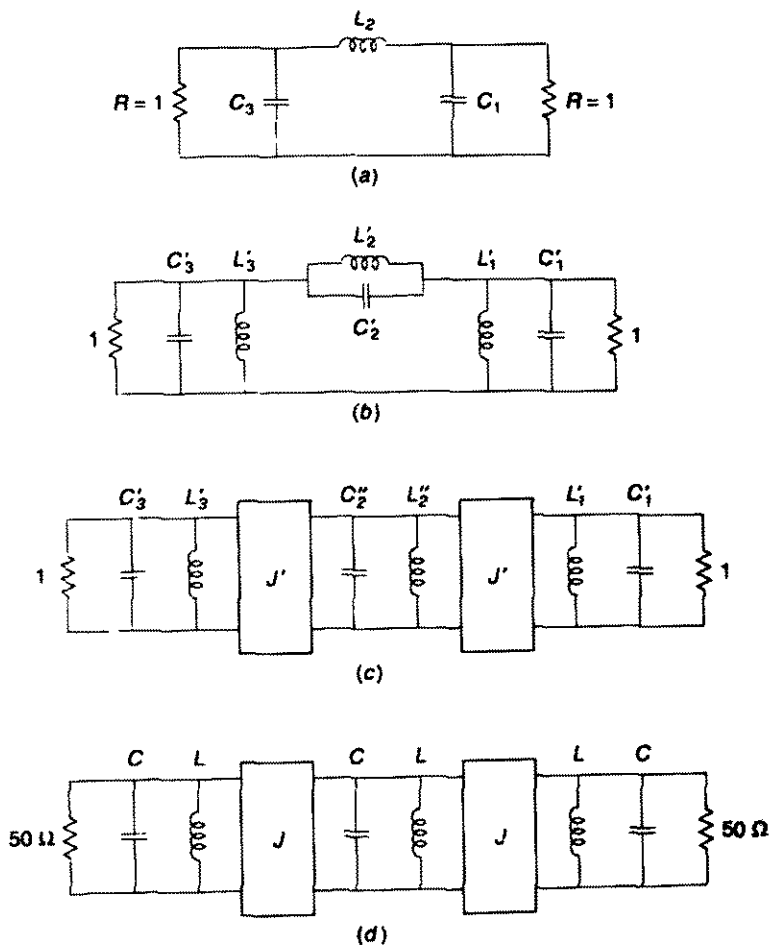 L₂
R = 1 C₃ C₁ R = 1
(a)
L′₂
C′₃ L′₃ L′₁ C′₁
C′₂
1 1
(b)
C′₃ L′₃ C″₂ L″₂ L′₁ C′₁
1 J′ J′ 1
(c)
C L C L L C
50 Ω J J 50 Ω
(d)